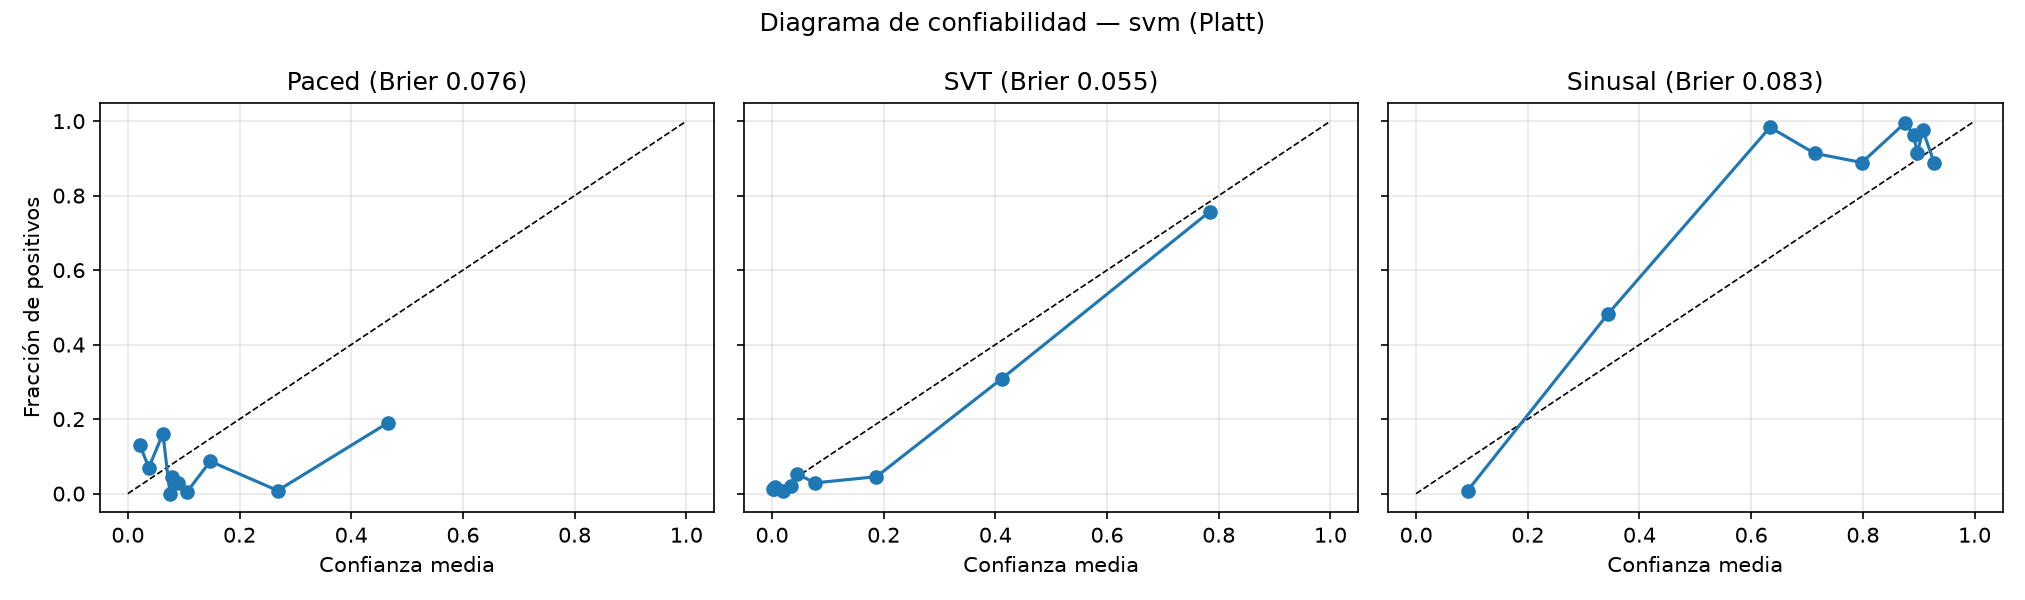 Diagrama de confiabilidad — svm (Platt)
Paced (Brier 0.076)
SVT (Brier 0.055)
Sinusal (Brier 0.083)
Fracción de positivos
1.0
0.8
0.6
0.4
0.2
0.0
0.0 0.2 0.4 0.6 0.8 1.0
0.0 0.2 0.4 0.6 0.8 1.0
0.0 0.2 0.4 0.6 0.8 1.0
Confianza media
Confianza media
Confianza media